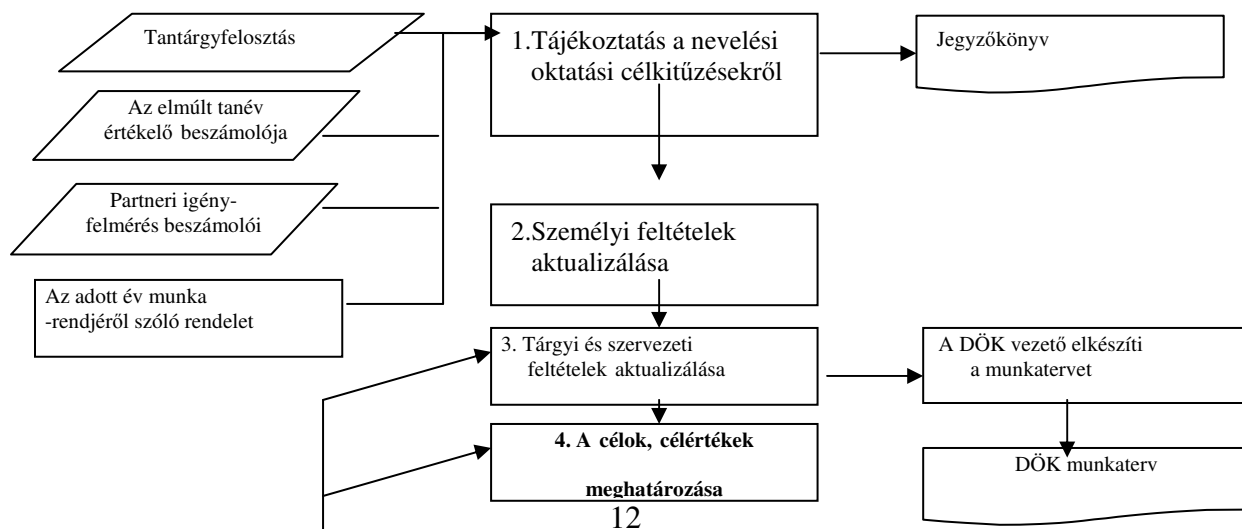 Tantárgyfelosztás
1.Tájékoztatás a nevelési
oktatási célkitűzésekről
Jegyzőkönyv
Az elmúlt tanév
értékelő beszámolója
Partneri igény-
felmérés beszámolói
2.Személyi feltételek
aktualizálása
Az adott év munka
-rendjéről szóló rendelet
3. Tárgyi és szervezeti
feltételek aktualizálása
A DÖK vezető elkészíti
a munkatervet
4. A célok, célértékek
meghatározása
DÖK munkaterv
12